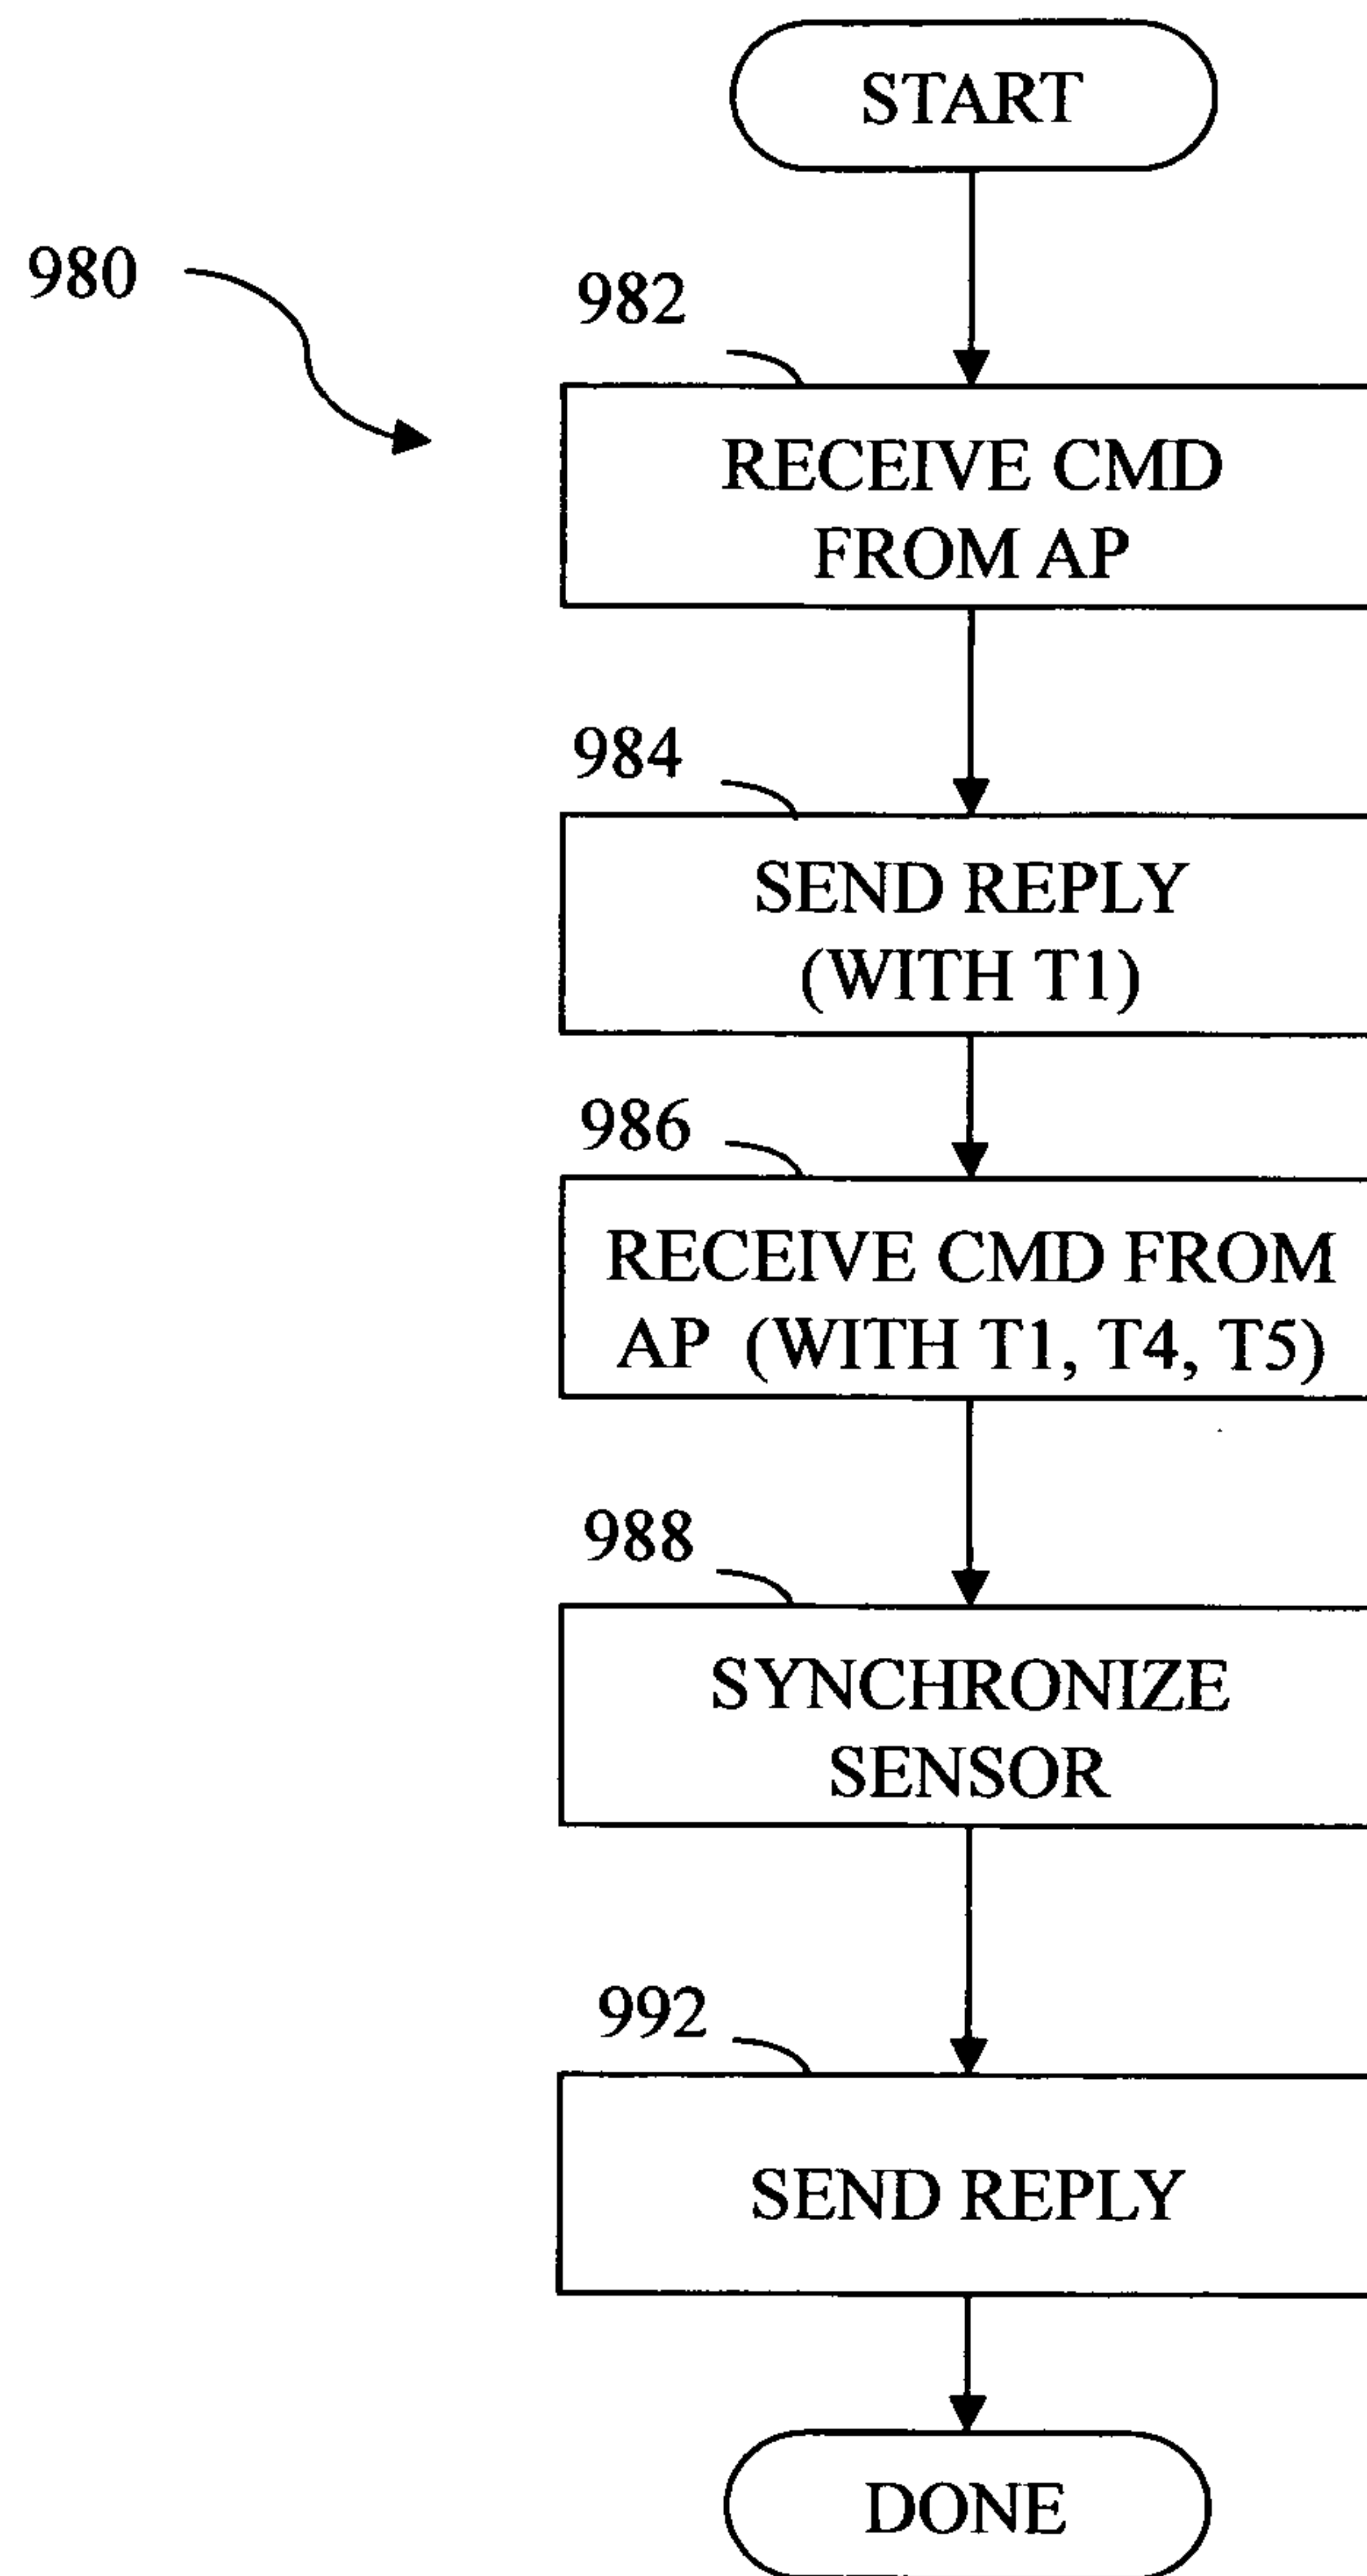 START
980
982
RECEIVE CMD
FROM AP
984
SEND REPLY
(WITH T1)
986
RECEIVE CMD FROM
AP (WITH T1, T4, T5)
988
SYNCHRONIZE
SENSOR
992
SEND REPLY
DONE